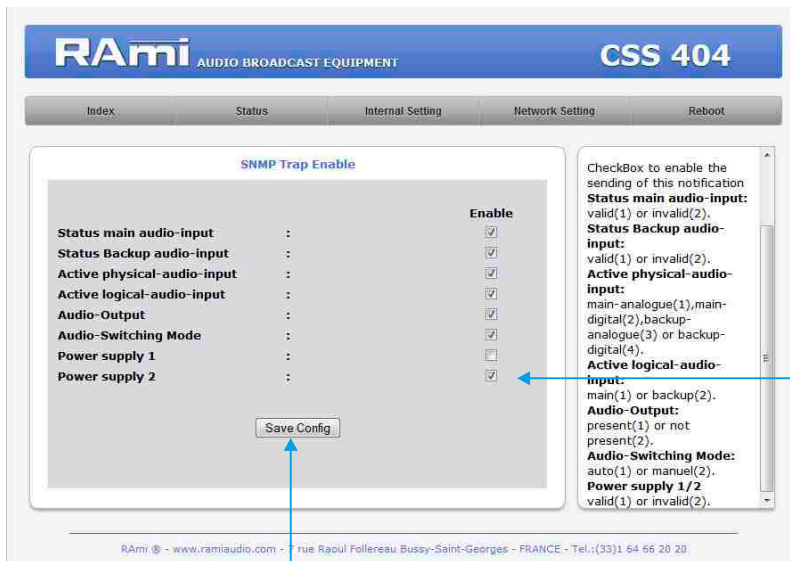 RAmi AUDIO BROADCAST EQUIPMENT
CSS 404
Index Status Internal Setting Network Setting Reboot
SNMP Trap Enable
Enable
Status main audio-input :
Status Backup audio-input :
Active physical-audio-input :
Active logical-audio-input :
Audio-Output :
Audio-Switching Mode :
Power supply 1 :
Power supply 2 :
Save Config
CheckBox to enable the
sending of this notification
Status main audio-input:
valid(1) or invalid(2).
Status Backup audio-
input:
valid(1) or invalid(2).
Active physical-audio-
input:
main-analogue(1),main-
digital(2),backup-
analogue(3) or backup-
digital(4).
Active logical-audio-
input:
main(1) or backup(2).
Audio-Output:
present(1) or not
present(2).
Audio-Switching Mode:
auto(1) or manuel(2).
Power supply 1/2
valid(1) or invalid(2).
RAmi ® - www.ramiaudio.com - 7 rue Raoul Follereau Bussy-Saint-Georges - FRANCE - Tel.:(33)1 64 66 20 20